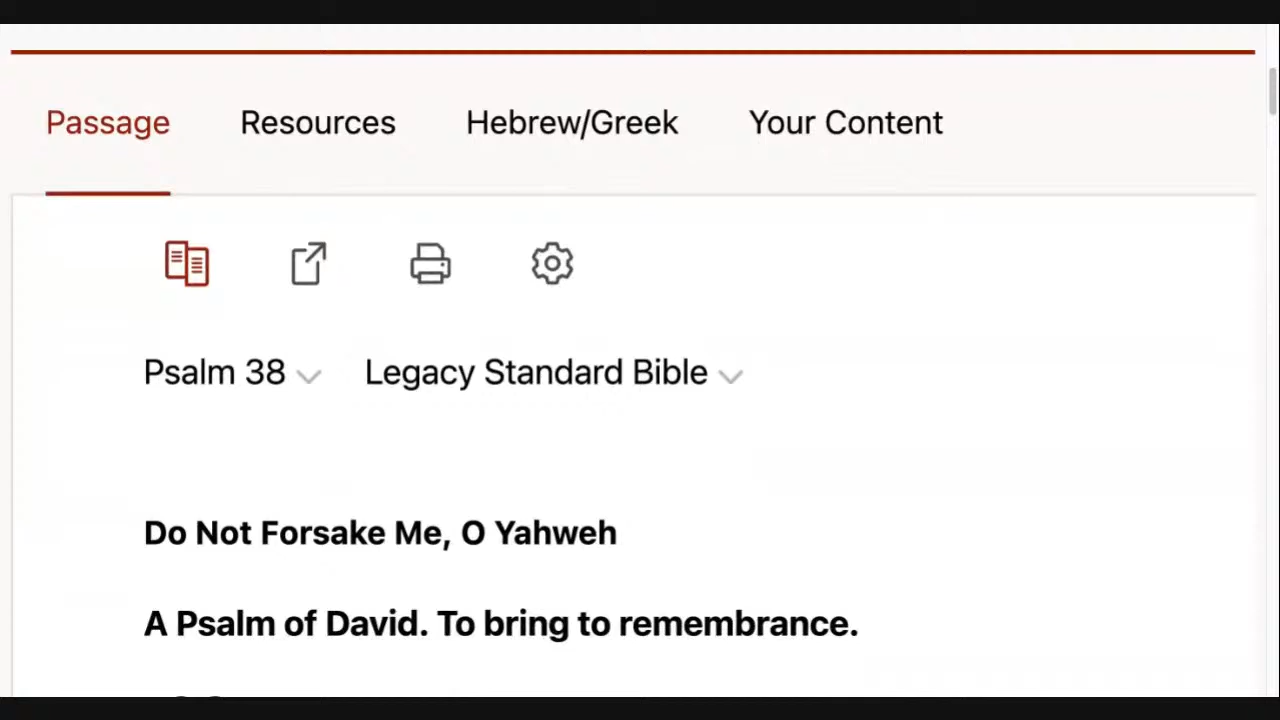 Passage Resources Hebrew/Greek Your Content
Psalm 38 Legacy Standard Bible
Do Not Forsake Me, O Yahweh
A Psalm of David. To bring to remembrance.